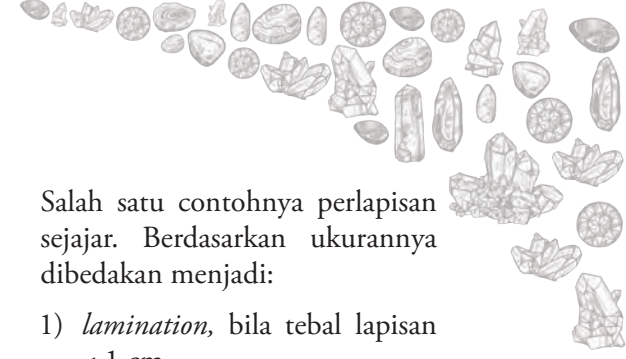 Salah satu contohnya perlapisan
sejajar. Berdasarkan ukurannya
dibedakan menjadi:
1) lamination, bila tebal lapisan